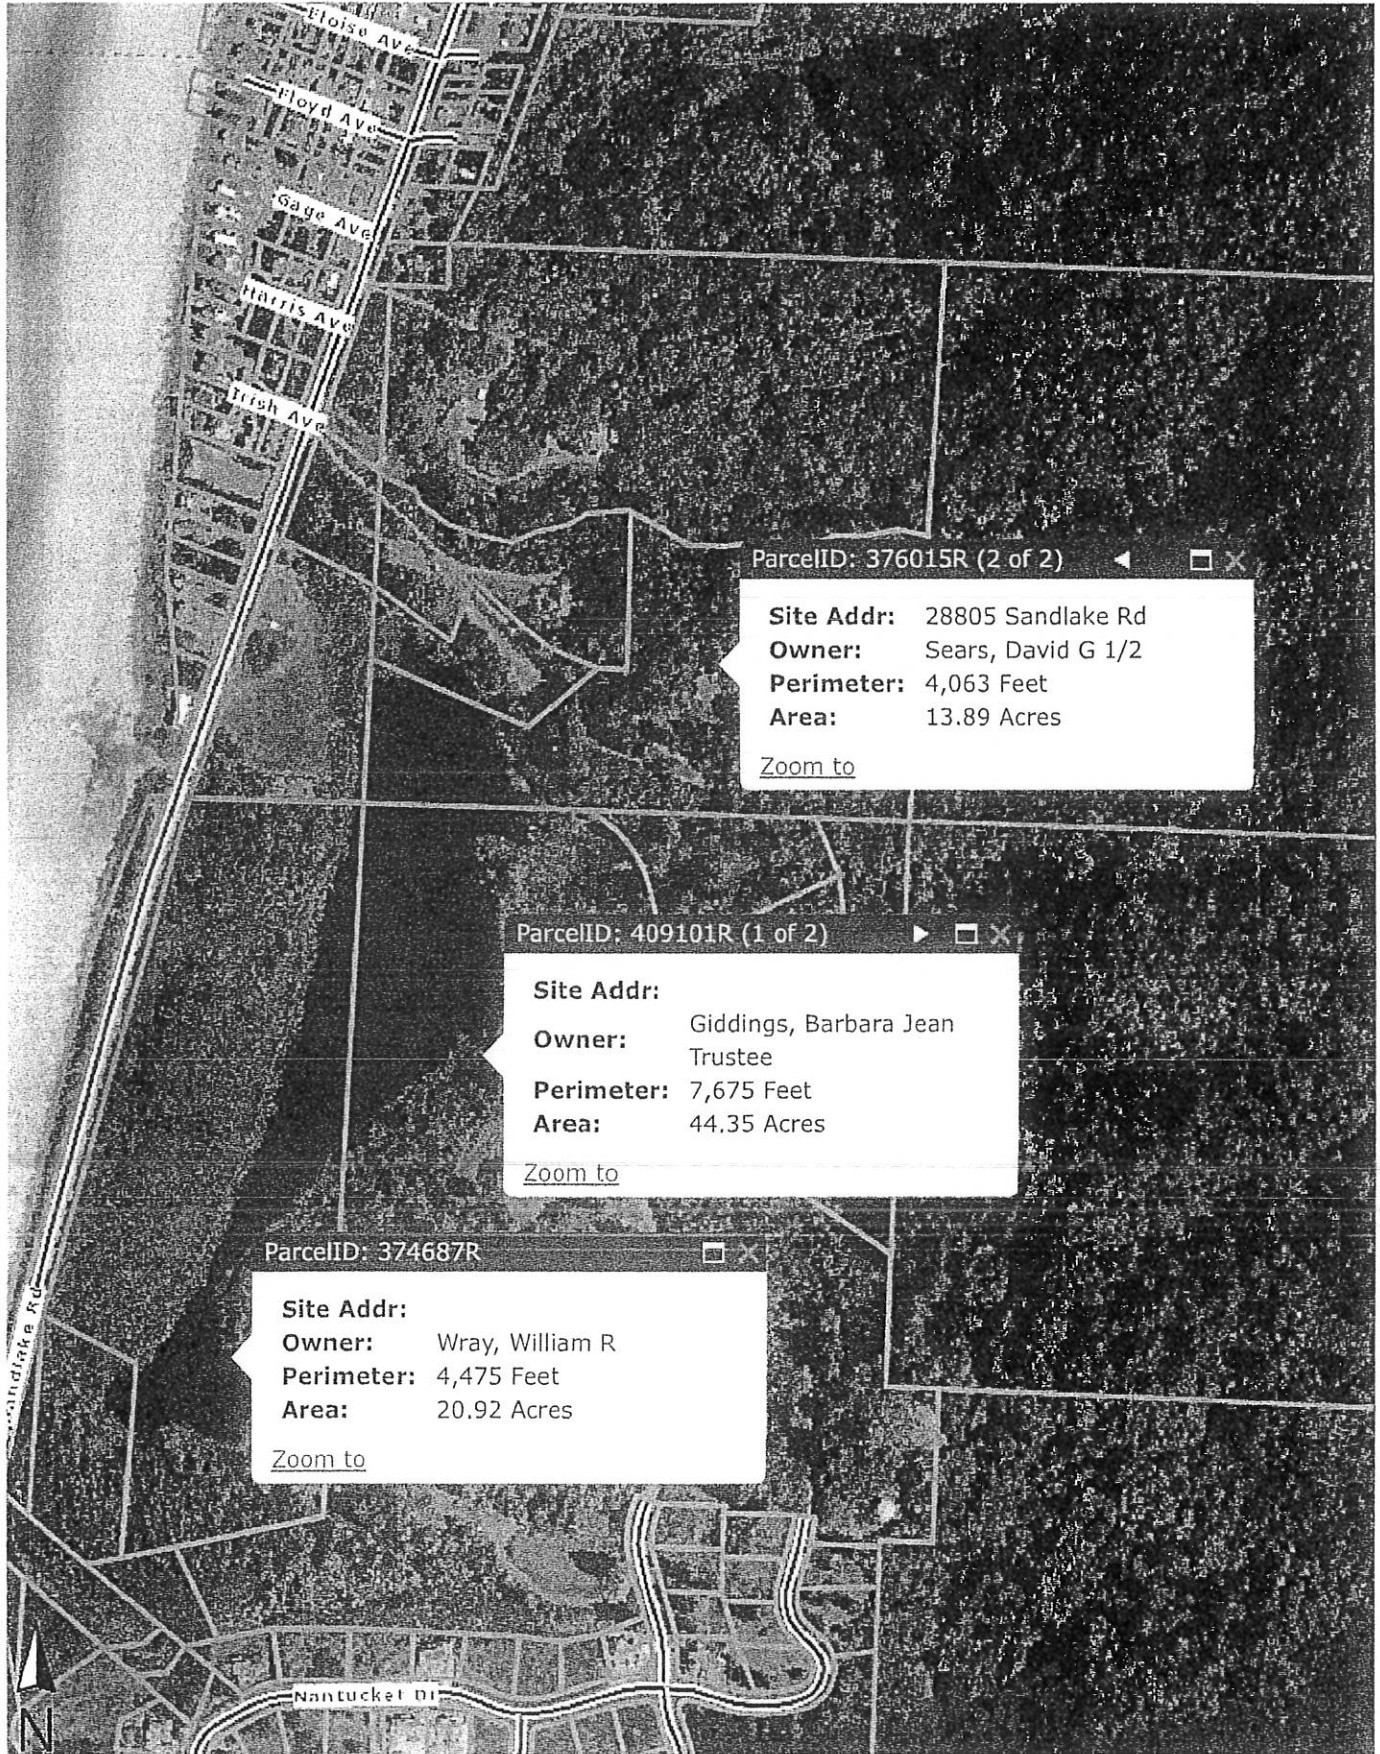 Eloise Ave
Floyd Ave
Gage Ave
Harris Ave
Irish Ave
ParcelID: 376015R (2 of 2)
Site Addr: 28805 Sandlake Rd
Owner: Sears, David G 1/2
Perimeter: 4,063 Feet
Area: 13.89 Acres
Zoom to
ParcelID: 409101R (1 of 2)
Site Addr:
Owner: Giddings, Barbara Jean
Trustee
Perimeter: 7,675 Feet
Area: 44.35 Acres
Zoom to
ParcelID: 374687R
Site Addr:
Owner: Wray, William R
Perimeter: 4,475 Feet
Area: 20.92 Acres
Zoom to
Sandlake Rd
Nantucket Dr
N